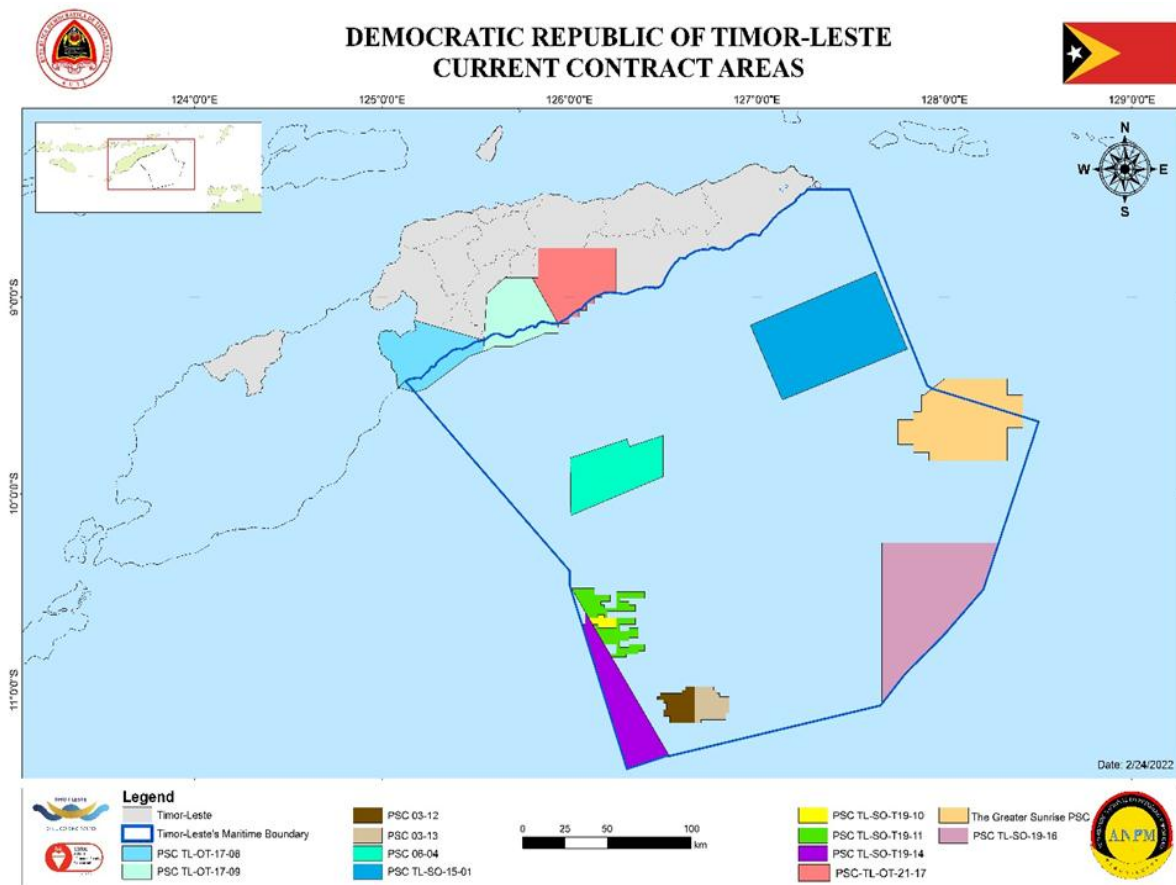 DEMOCRATIC REPUBLIC OF TIMOR-LESTE
CURRENT CONTRACT AREAS
124°0'0"E
125°0'0"E
126°0'0"E
127°0'0"E
128°0'0"E
129°0'0"E
N
W
E
S
9°0'0"S
10°0'0"S
11°0'0"S
Date: 2/24/2022
Legend
Timor-Leste
Timor-Leste's Maritime Boundary
PSC TL-OT-17-08
PSC TL-OT-17-09
PSC 03-12
PSC 03-13
PSC 06-04
PSC TL-SO-15-01
0
25
50
100
km
PSC TL-SO-T19-10
PSC TL-SO-T19-11
PSC TL-SO-T19-14
PSC-TL-OT-21-17
The Greater Sunrise PSC
PSC TL-SO-19-16
TIMOR-LESTE
A.N.P.M